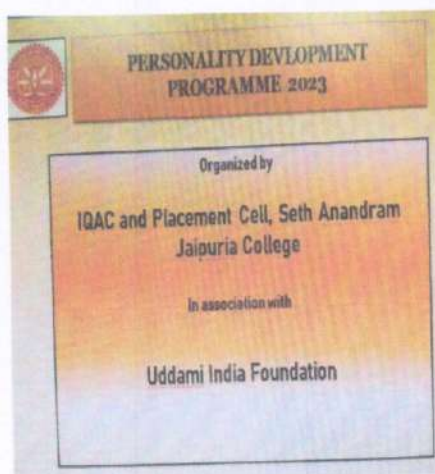 PERSONALITY DEVLOPMENT
PROGRAMME 2023
Organized by
IQAC and Placement Cell, Seth Anandram
Jaipuria College
In association with
Uddami India Foundation